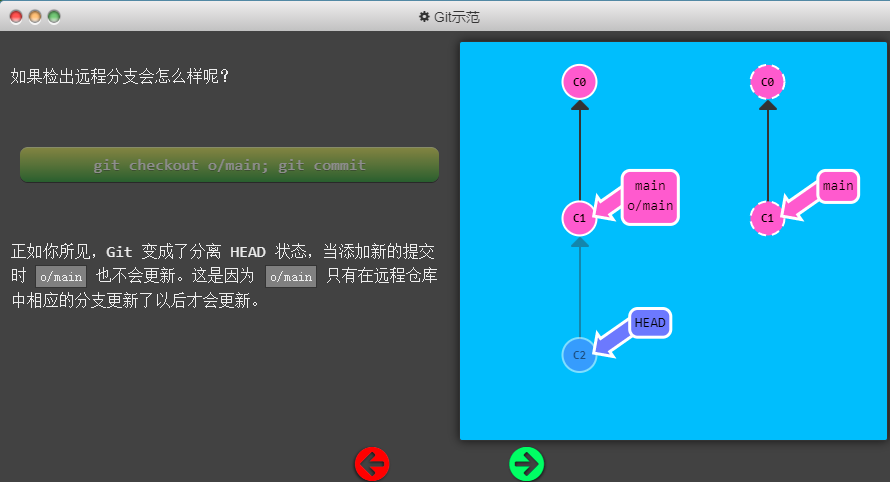 Git示范
如果检出远程分支会怎么样呢？
git checkout o/main; git commit
正如你所见，Git 变成了分离 HEAD 状态，当添加新的提交
时 o/main 也不会更新。这是因为 o/main 只有在远程仓库
中相应的分支更新了以后才会更新。
C0
C0
main
o/main
main
C1
C1
HEAD
C2